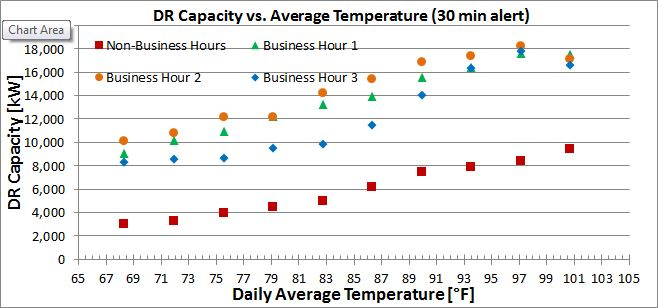 DR Capacity vs. Average Temperature (30 min alert)
Chart Area
Non-Business Hours Business Hour 1
Business Hour 2 Business Hour 3
DR Capacity [kW]
18,000
16,000
14,000
12,000
10,000
8,000
6,000
4,000
2,000
0
65 67 69 71 73 75 77 79 81 83 85 87 89 91 93 95 97 99 101 103 105
Daily Average Temperature [°F]